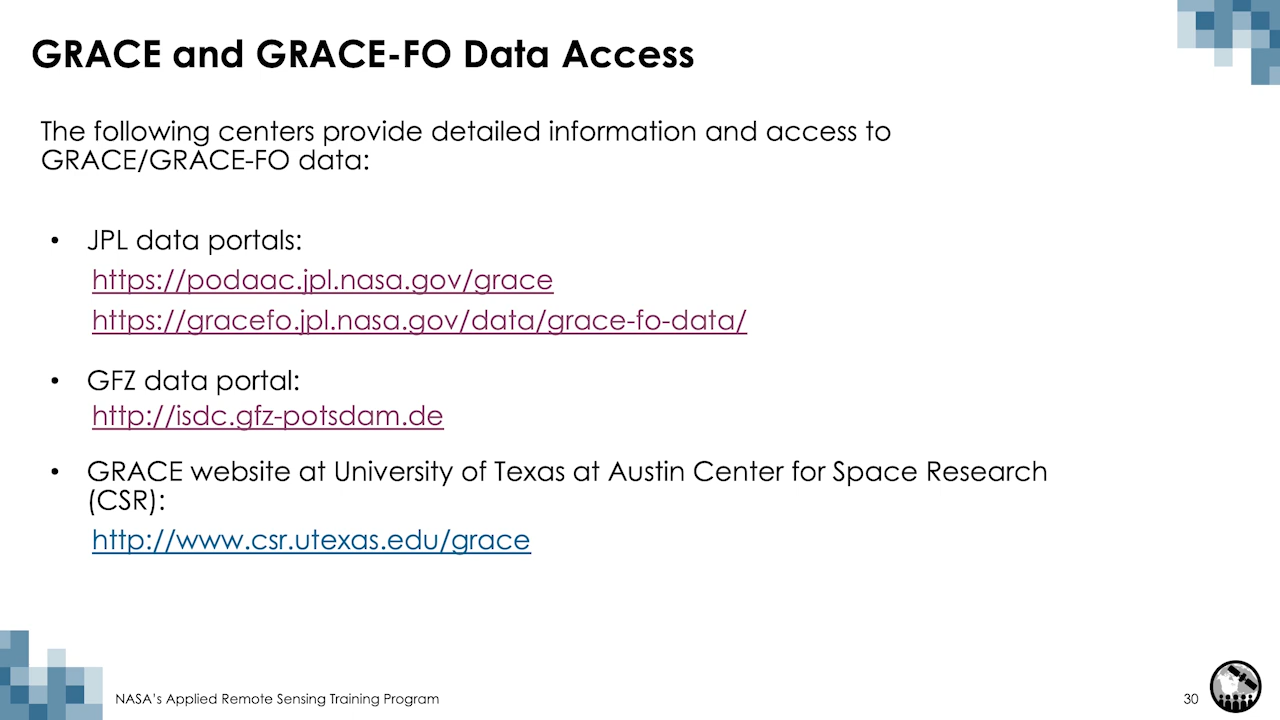 GRACE and GRACE-FO Data Access
The following centers provide detailed information and access to
GRACE/GRACE-FO data:
• JPL data portals:
https://podaac.jpl.nasa.gov/grace
https://gracefo.jpl.nasa.gov/data/grace-fo-data/
• GFZ data portal:
http://isdc.gfz-potsdam.de
• GRACE website at University of Texas at Austin Center for Space Research
(CSR):
http://www.csr.utexas.edu/grace
NASA's Applied Remote Sensing Training Program
30